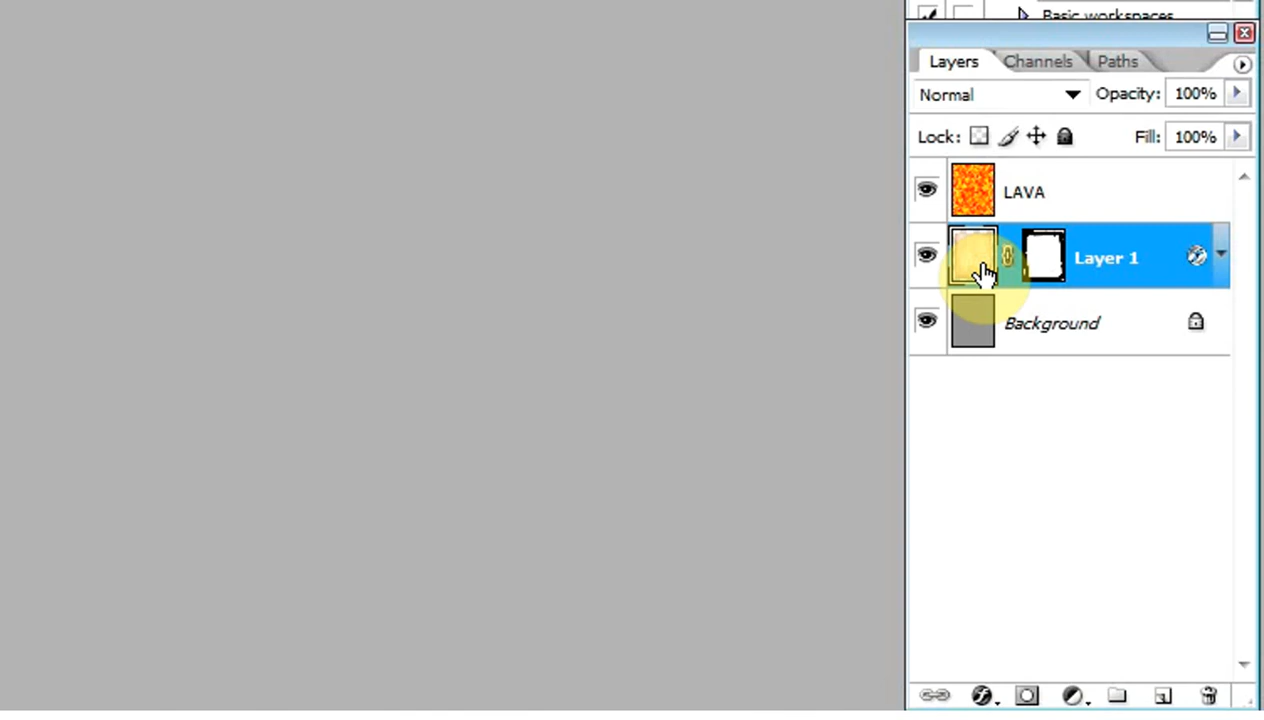 Basic workspaces
Layers Channels Paths
Normal Opacity: 100%
Lock: Fill: 100%
LAVA
Layer 1
Background